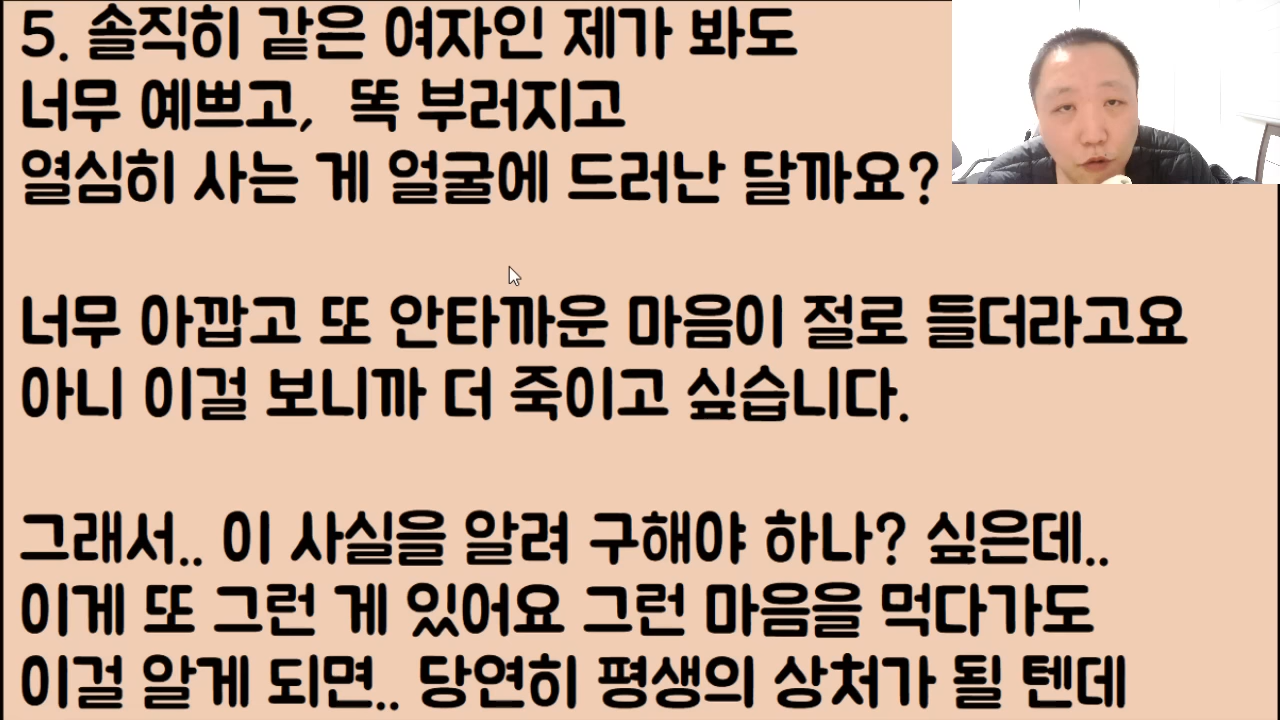 5. 솔직히 같은 여자인 제가 봐도
너무 예쁘고, 똑 부러지고
열심히 사는 게 얼굴에 드러난 달까요?
너무 아깝고 또 안타까운 마음이 절로 들더라고요
아니 이걸 보니까 더 죽이고 싶습니다.
그래서.. 이 사실을 알려 구해야 하나? 싶은데..
이게 또 그런 게 있어요 그런 마음을 먹다가도
이걸 알게 되면.. 당연히 평생의 상처가 될 텐데